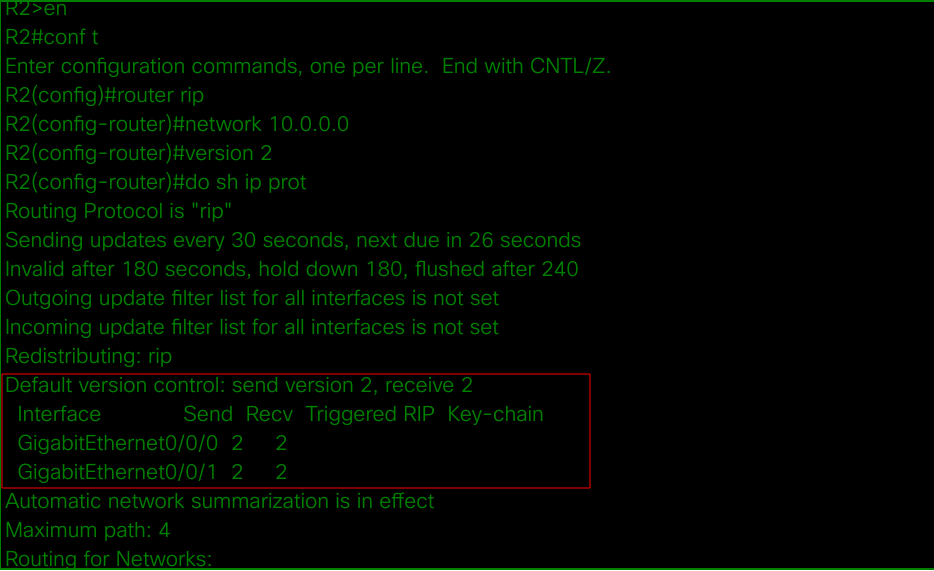 R2>en
R2#conf t
Enter configuration commands, one per line.  End with CNTL/Z.
R2(config)#router rip
R2(config-router)#network 10.0.0.0
R2(config-router)#version 2
R2(config-router)#do sh ip prot
Routing Protocol is "rip"
Sending updates every 30 seconds, next due in 26 seconds
Invalid after 180 seconds, hold down 180, flushed after 240
Outgoing update filter list for all interfaces is not set
Incoming update filter list for all interfaces is not set
Redistributing: rip
Default version control: send version 2, receive 2
Interface Send Recv Triggered RIP Key-chain
GigabitEthernet0/0/0 2 2
GigabitEthernet0/0/1 2 2
Automatic network summarization is in effect
Maximum path: 4
Routing for Networks: